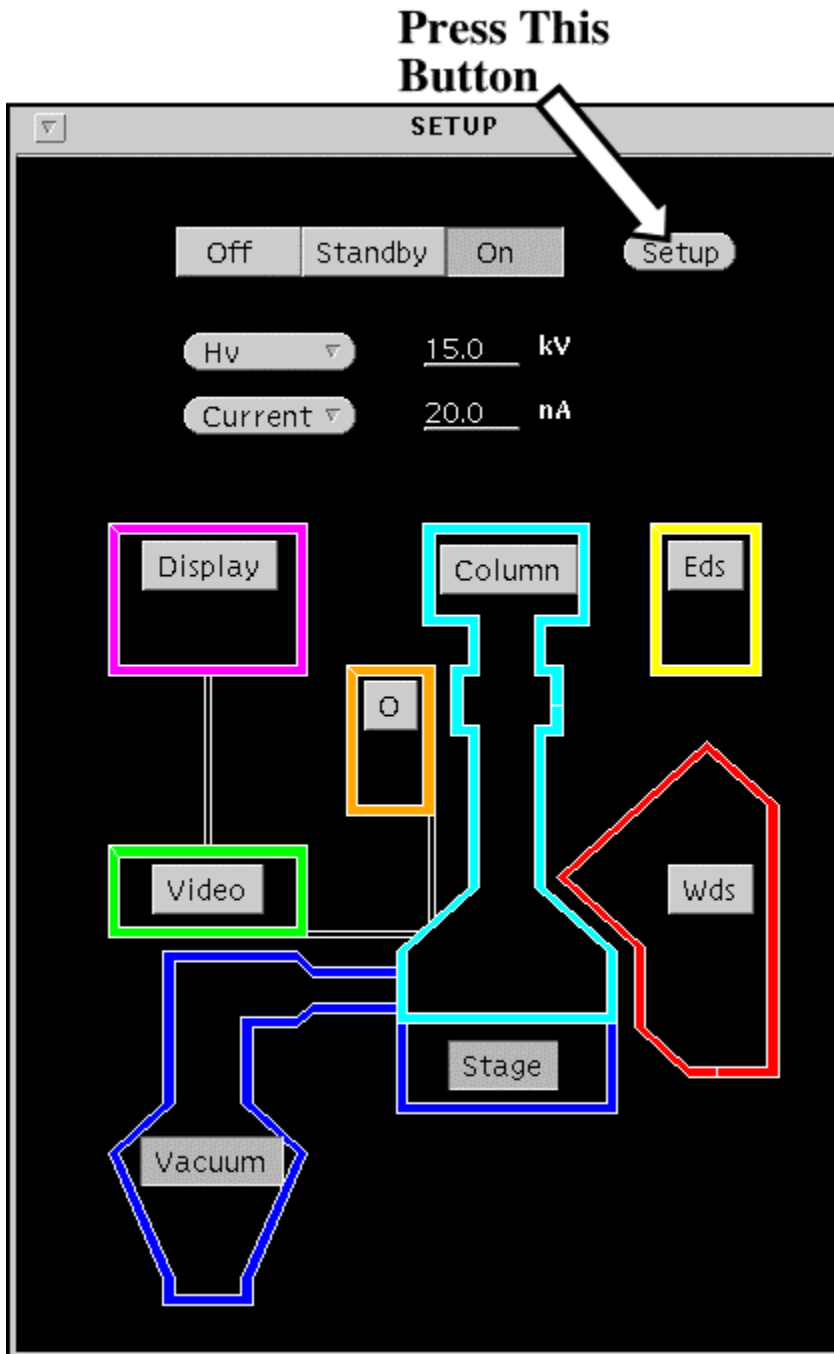 Press This
Button
SETUP
Off Standby On Setup
Hv 15.0 kV
Current 20.0 nA
Display Column Eds
O
Video Wds
Stage
Vacuum